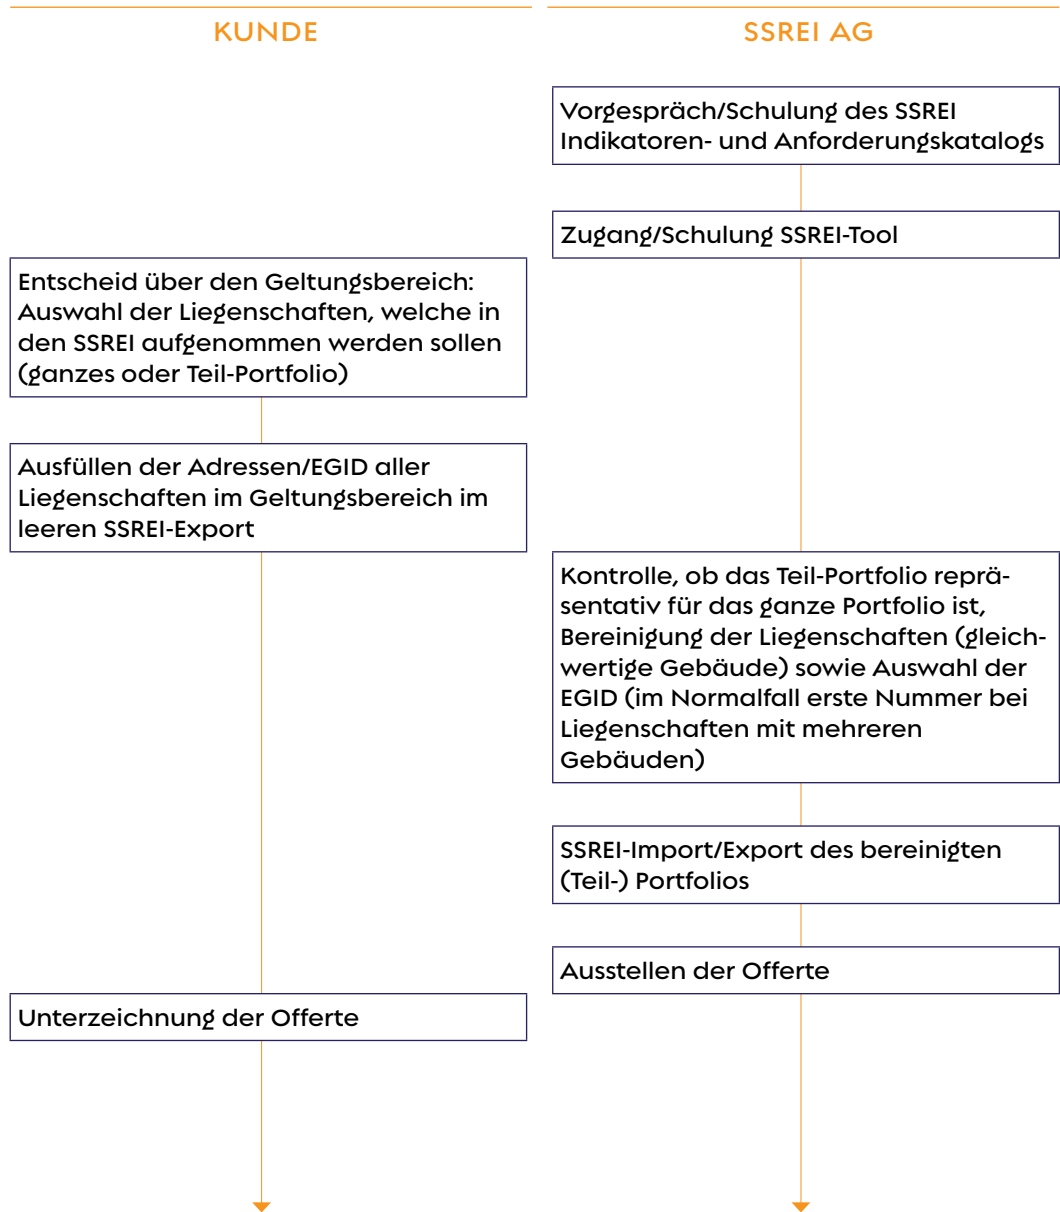 KUNDE
SSREI AG
Vorgespräch/Schulung des SSREI
Indikatoren- und Anforderungskatalogs
Zugang/Schulung SSREI-Tool
Entscheid über den Geltungsbereich:
Auswahl der Liegenschaften, welche in
den SSREI aufgenommen werden sollen
(ganzes oder Teil-Portfolio)
Ausfüllen der Adressen/EGID aller
Liegenschaften im Geltungsbereich im
leeren SSREI-Export
Kontrolle, ob das Teil-Portfolio reprä-
sentativ für das ganze Portfolio ist,
Bereinigung der Liegenschaften (gleich-
wertige Gebäude) sowie Auswahl der
EGID (im Normalfall erste Nummer bei
Liegenschaften mit mehreren
Gebäuden)
SSREI-Import/Export des bereinigten
(Teil-) Portfolios
Ausstellen der Offerte
Unterzeichnung der Offerte